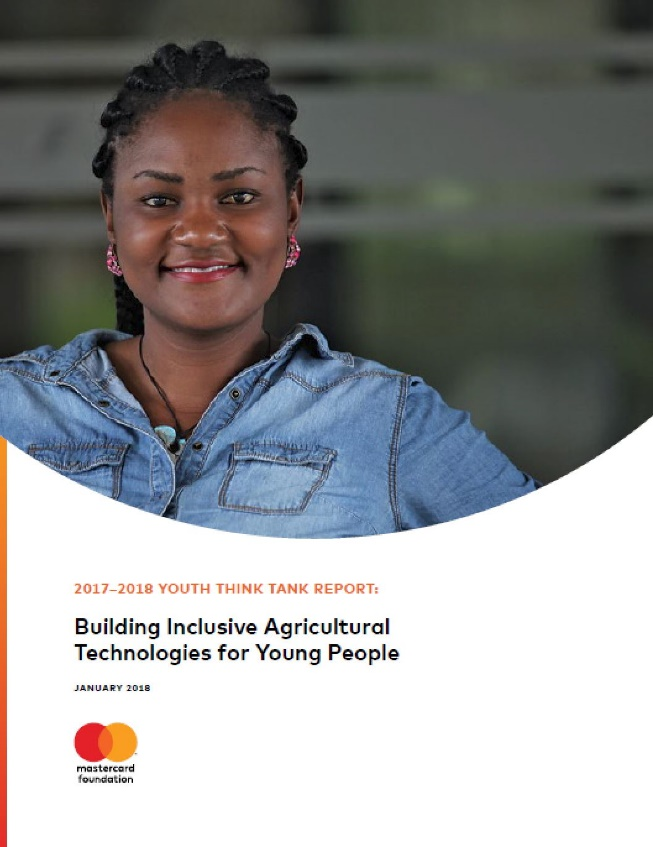 2017–2018 YOUTH THINK TANK REPORT:
Building Inclusive Agricultural
Technologies for Young People
JANUARY 2018
mastercard
foundation